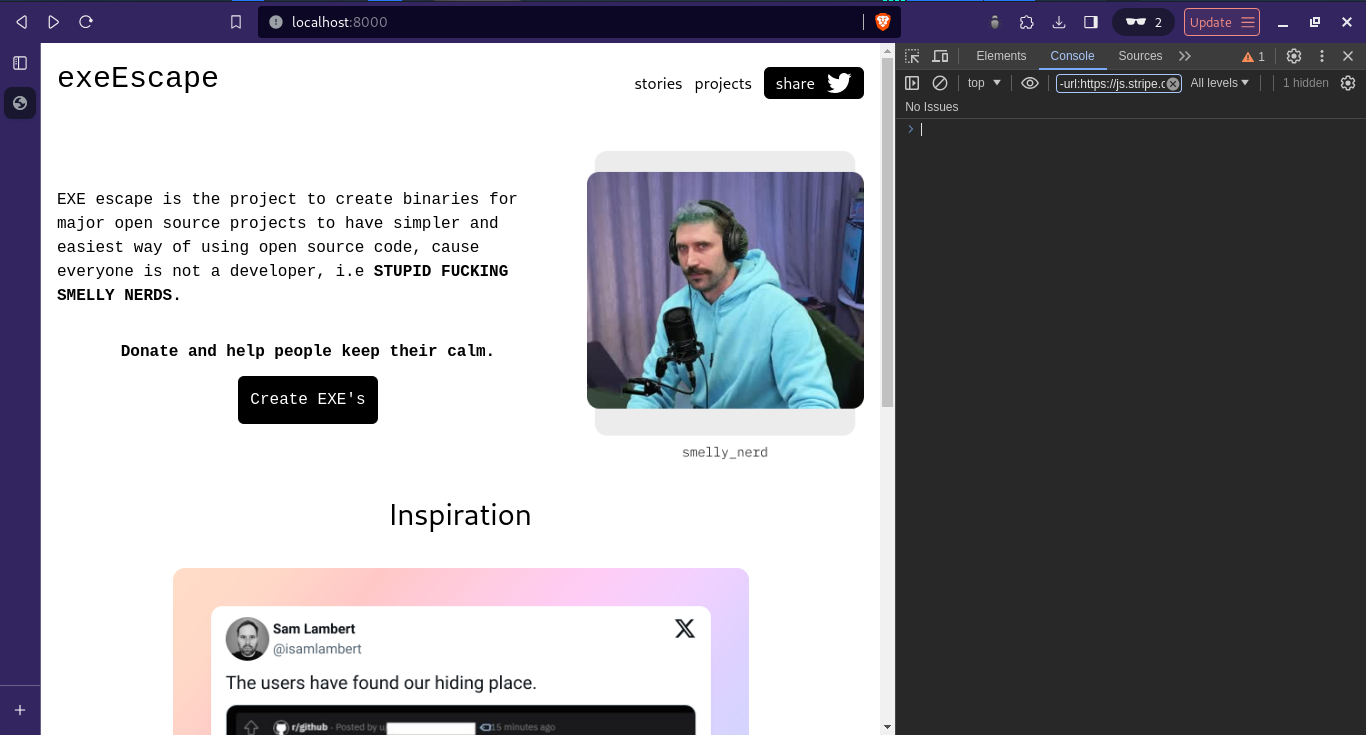 localhost:8000
2
Update
exeEscape
stories projects share
EXE escape is the project to create binaries for
major open source projects to have simpler and
easiest way of using open source code, cause
everyone is not a developer, i.e STUPID FUCKING
SMELLY NERDS.
Donate and help people keep their calm.
Create EXE's
smelly_nerd
Inspiration
Sam Lambert
@isamlambert
The users have found our hiding place.
r/github · Posted by u/ 15 minutes ago
Elements Console Sources 1
top -url:https://js.stripe.c All levels 1 hidden
No Issues